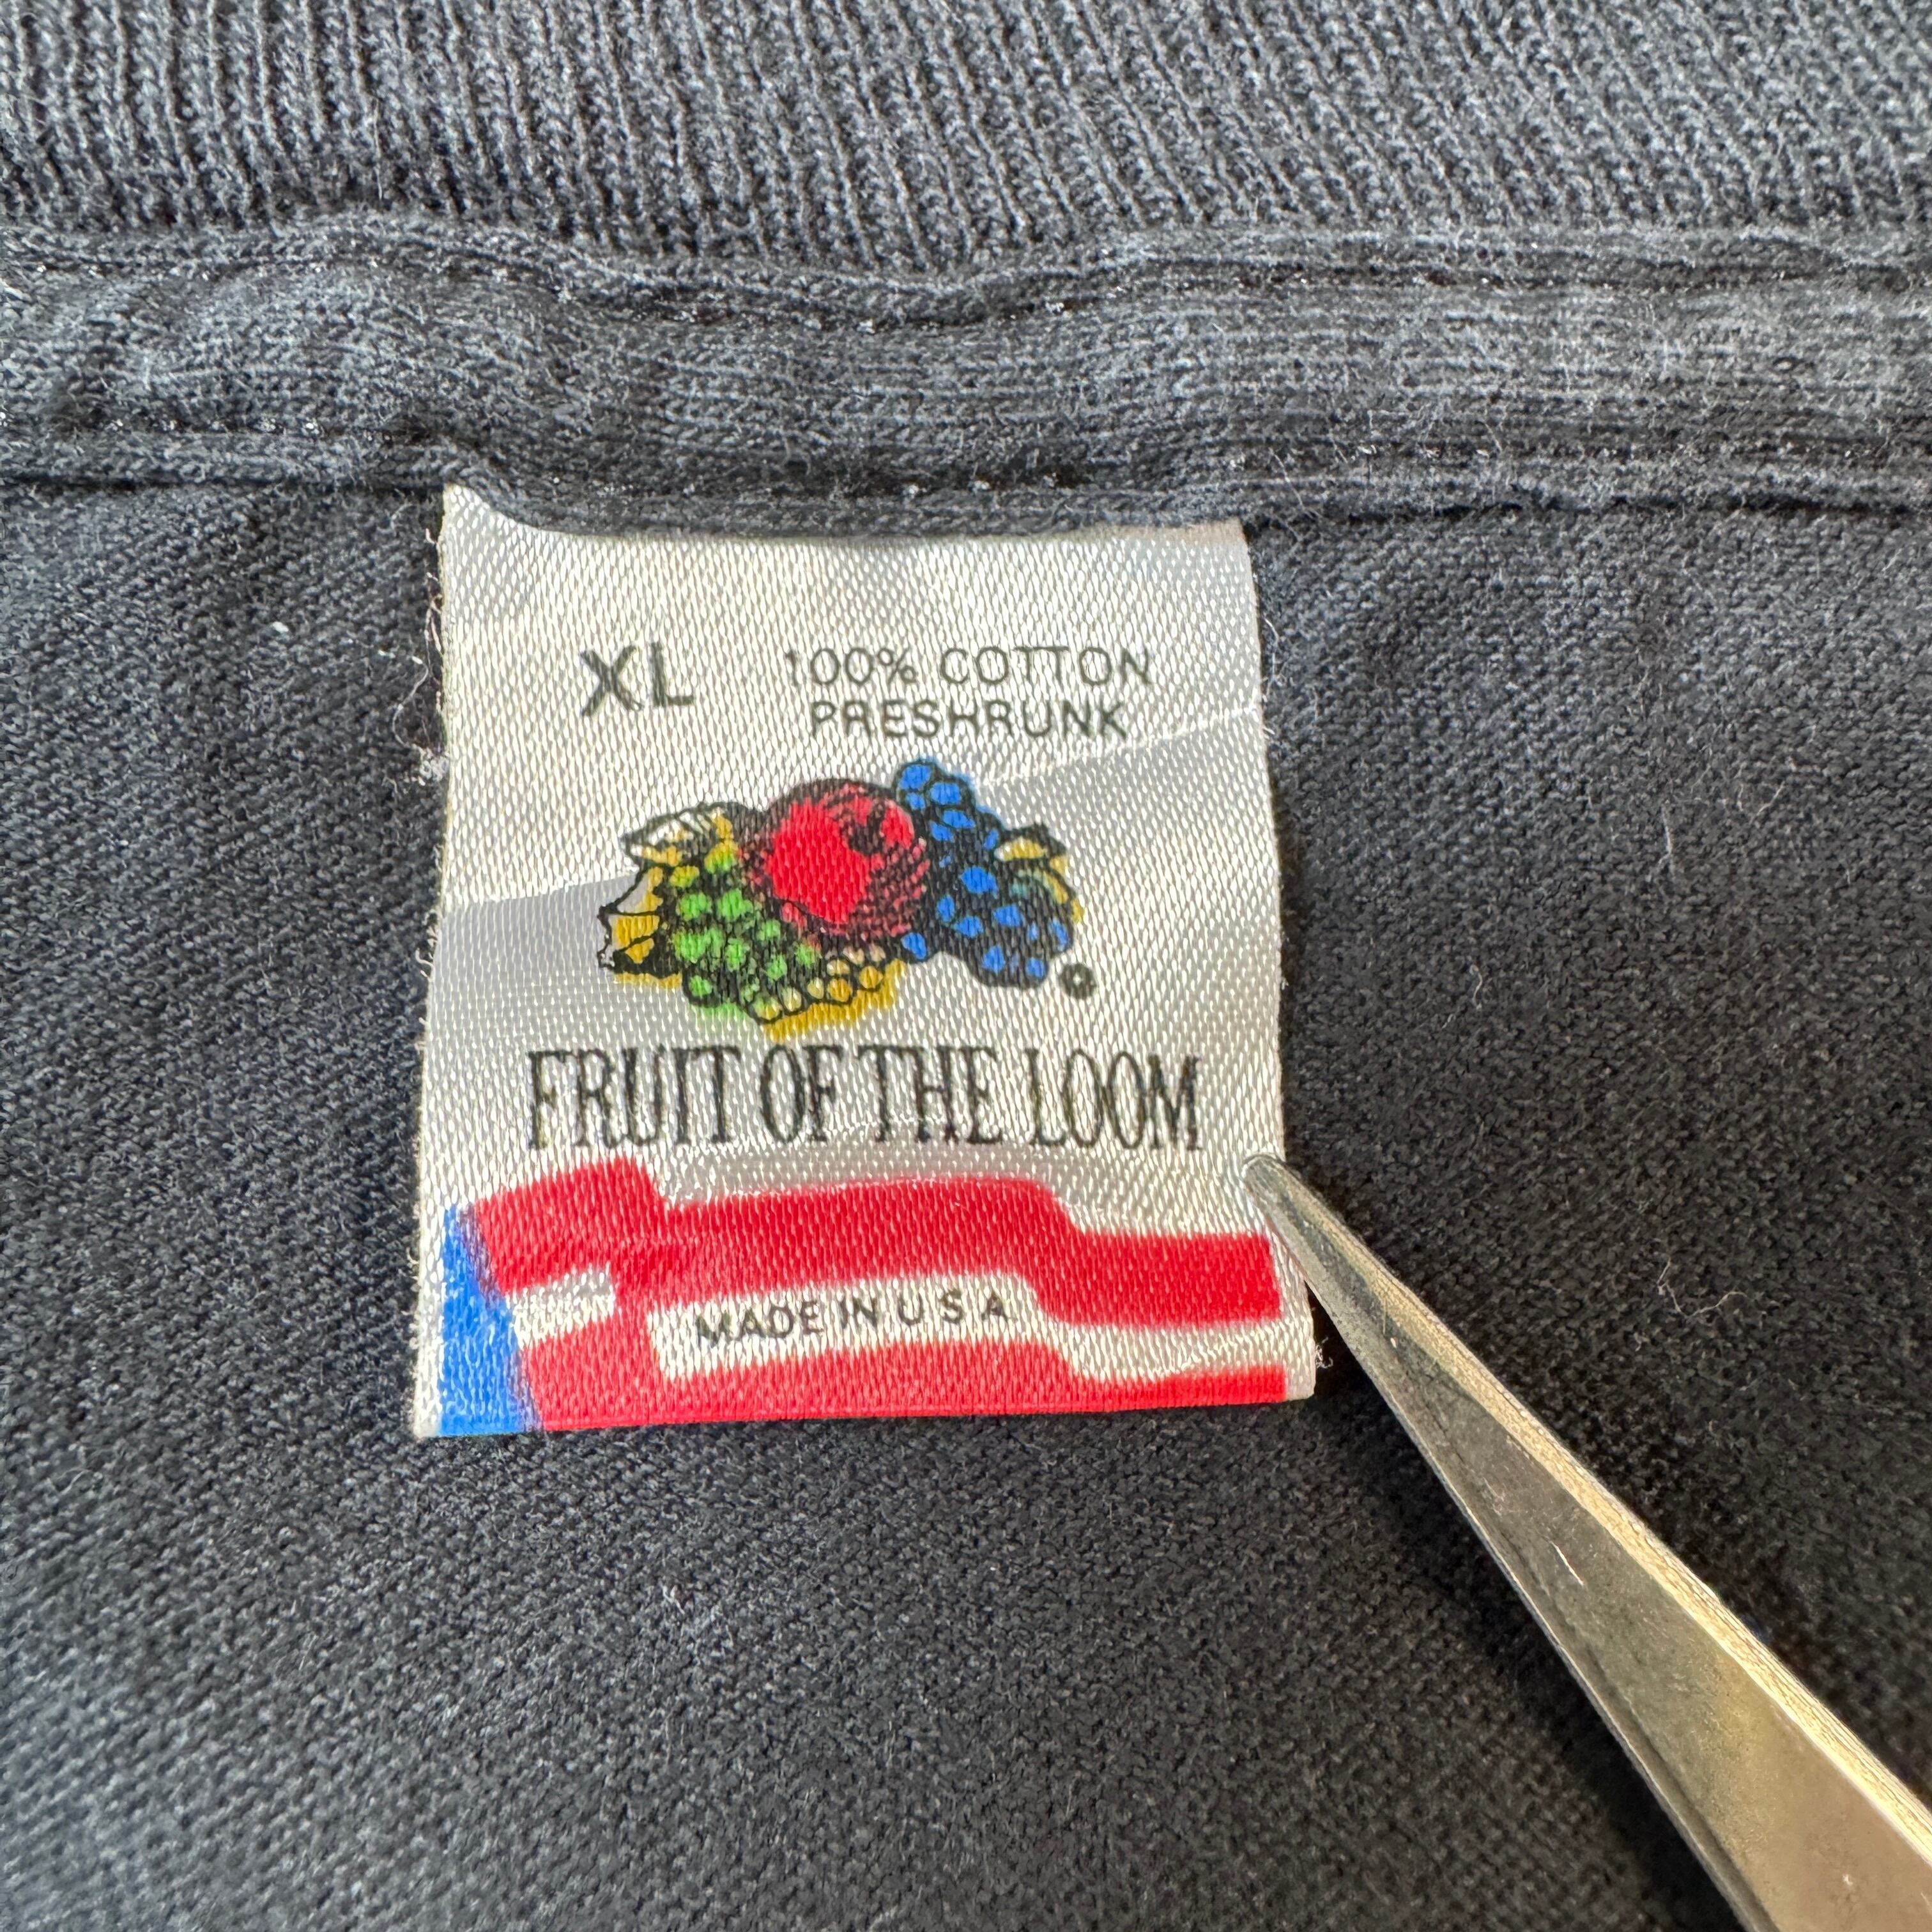 XL
100% COTTON
PRESHRUNK
FRUIT OF THE LOOM
MADE IN U.S.A.